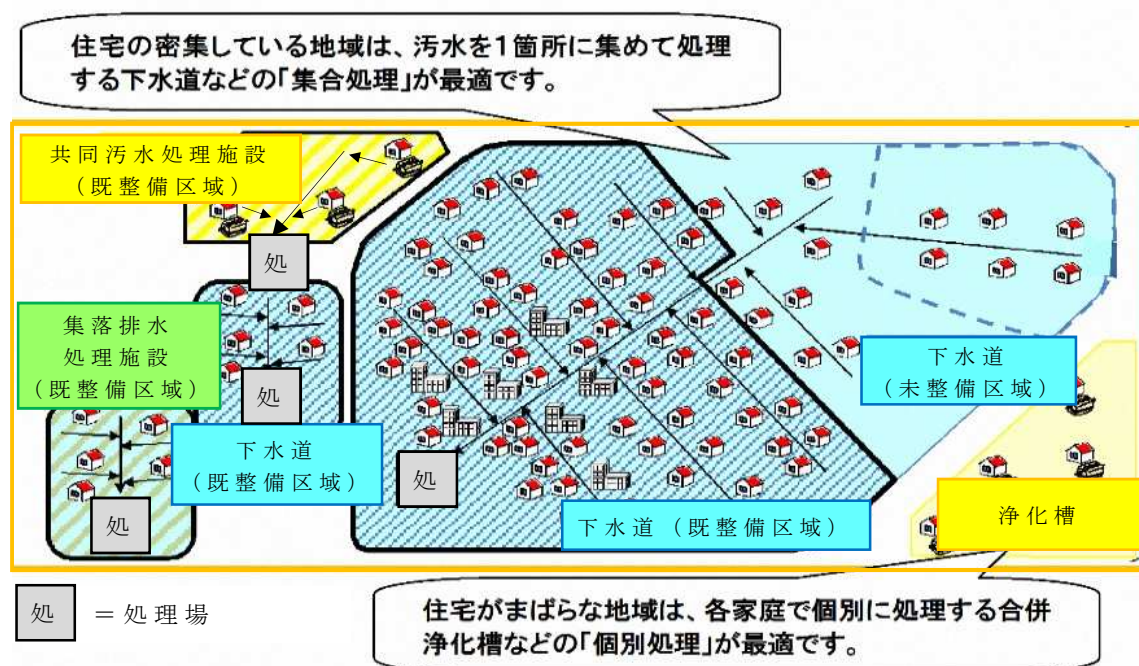 住宅の密集している地域は、汚水を1箇所に集めて処理
する下水道などの「集合処理」が最適です。
共同汚水処理施設
（既整備区域）
処
集落排水
処理施設
（既整備区域）
処
下水道
（既整備区域）
処
処
下水道
（未整備区域）
下水道（既整備区域）
浄化槽
処 ＝処理場
住宅がまばらな地域は、各家庭で個別に処理する合併
浄化槽などの「個別処理」が最適です。